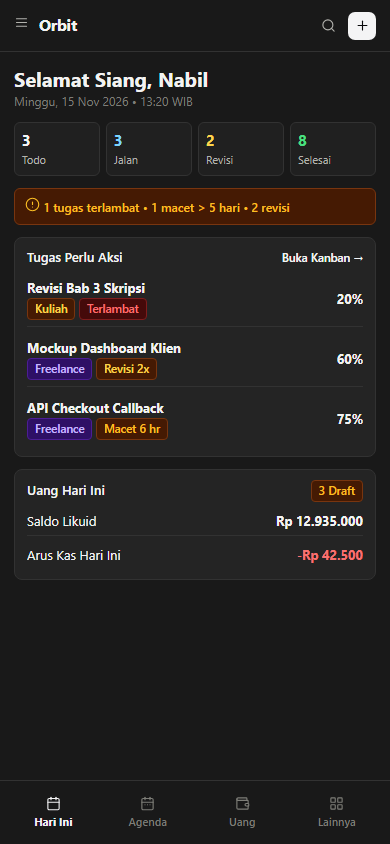 Orbit
Selamat Siang, Nabil
Minggu, 15 Nov 2026 • 13:20 WIB
3
Todo
3
Jalan
2
Revisi
8
Selesai
1 tugas terlambat • 1 macet > 5 hari • 2 revisi
Tugas Perlu Aksi
Buka Kanban →
Revisi Bab 3 Skripsi
Kuliah Terlambat
20%
Mockup Dashboard Klien
Freelance Revisi 2x
60%
API Checkout Callback
Freelance Macet 6 hr
75%
Uang Hari Ini
3 Draft
Saldo Likuid Rp 12.935.000
Arus Kas Hari Ini -Rp 42.500
Hari Ini Agenda Uang Lainnya